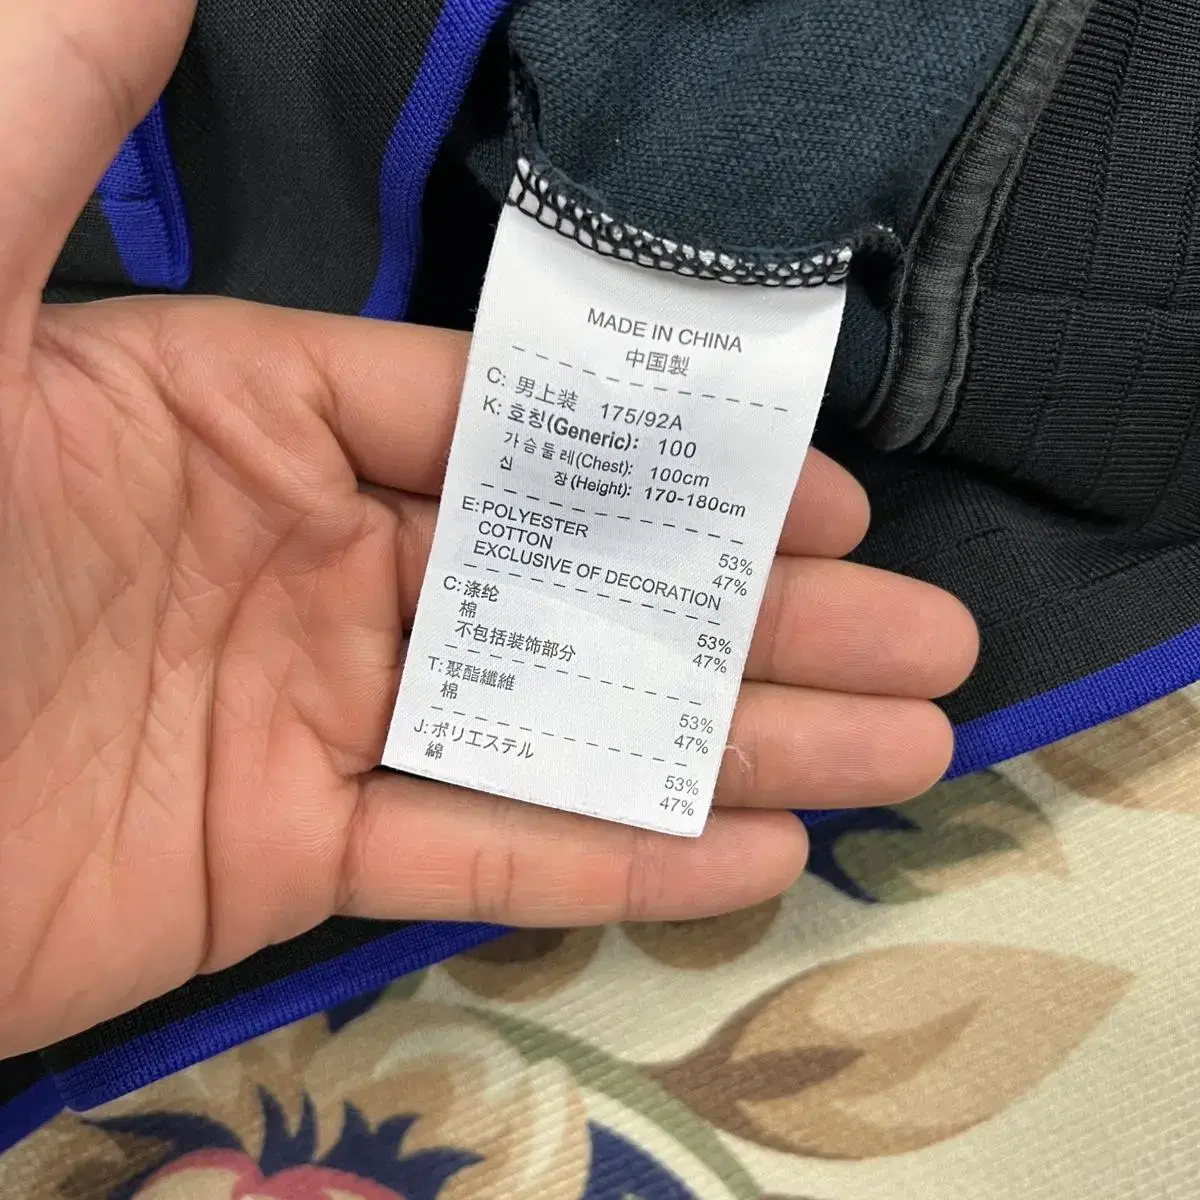 MADE IN CHINA
中国製
C: 男上装 175/92A
K: 호칭(Generic): 100
가슴둘레(Chest): 100cm
신 장(Height): 170-180cm
E: POLYESTER 53%
COTTON 47%
EXCLUSIVE OF DECORATION
C: 涤纶 53%
棉 47%
不包括装饰部分
T: 聚酯纖維 53%
棉 47%
J: ポリエステル 53%
綿 47%